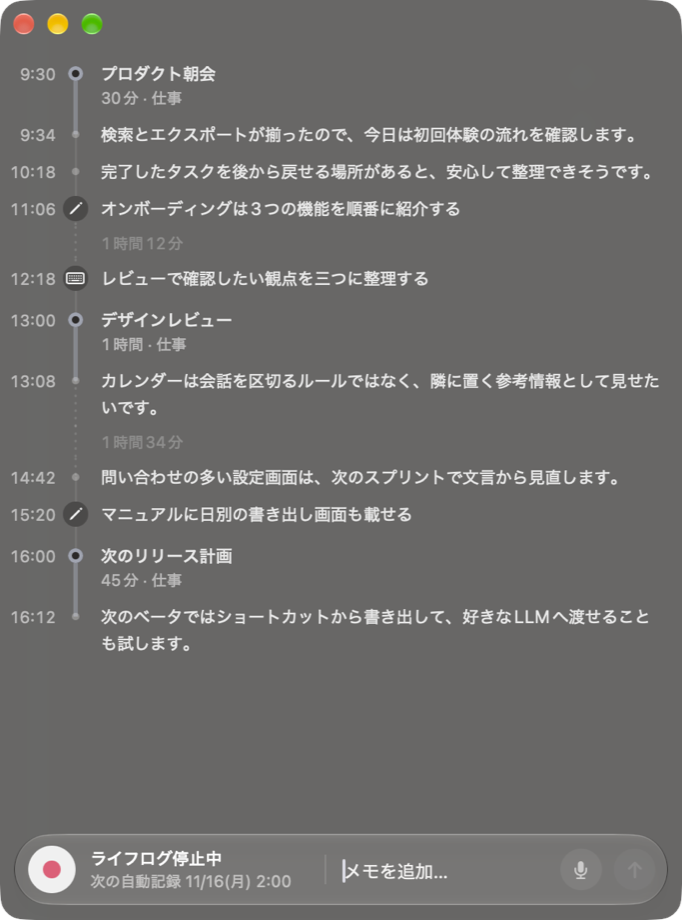 9:30 プロダクト朝会
30分 · 仕事
9:34 検索とエクスポートが揃ったので、今日は初回体験の流れを確認します。
10:18 完了したタスクを後から戻せる場所があると、安心して整理できそうです。
11:06 オンボーディングは3つの機能を順番に紹介する
1時間12分
12:18 レビューで確認したい観点を三つに整理する
13:00 デザインレビュー
1時間 · 仕事
13:08 カレンダーは会話を区切るルールではなく、隣に置く参考情報として見せた
いです。
1時間34分
14:42 問い合わせの多い設定画面は、次のスプリントで文言から見直します。
15:20 マニュアルに日別の書き出し画面も載せる
16:00 次のリリース計画
45分 · 仕事
16:12 次のベータではショートカットから書き出して、好きなLLMへ渡せること
も試します。
ライフログ停止中
次の自動記録 11/16(月) 2:00
メモを追加...